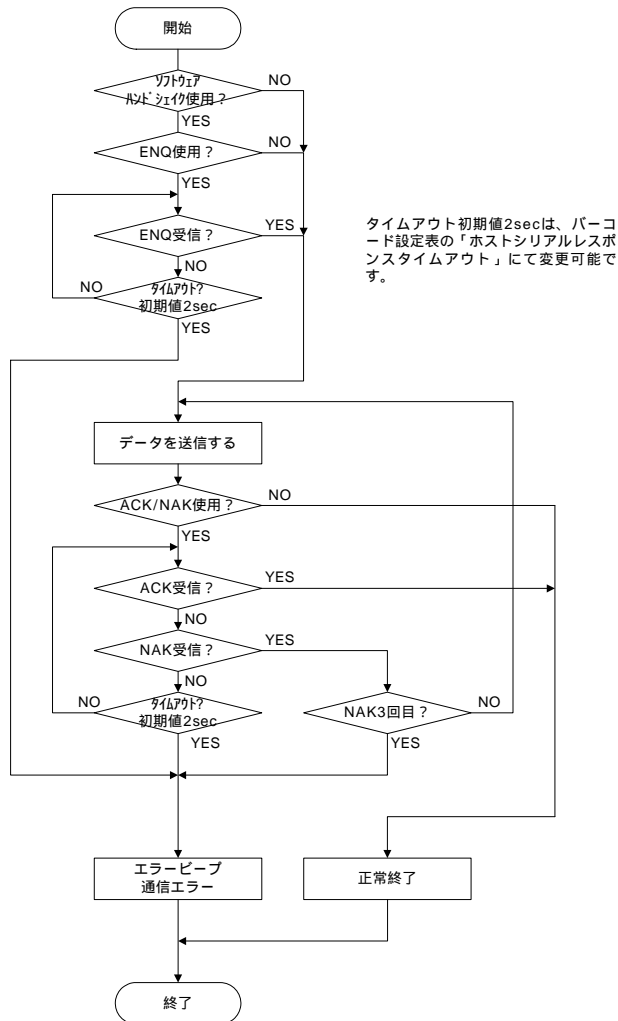 開始
ｿﾌﾄｳｪｱ
ﾊﾝﾄﾞｼｪｲｸ使用？
NO
YES
ENQ使用？
NO
YES
ENQ受信？
YES
NO
ﾀｲﾑｱｳﾄ?
初期値2sec
NO
YES
タイムアウト初期値2secは、バーコ
ード設定表の「ホストシリアルレスポ
ンスタイムアウト」にて変更可能で
す。
データを送信する
ACK/NAK使用？
NO
YES
ACK受信？
YES
NO
NAK受信？
YES
NO
ﾀｲﾑｱｳﾄ?
初期値2sec
NO
YES
NAK3回目？
NO
YES
エラービープ
通信エラー
正常終了
終了